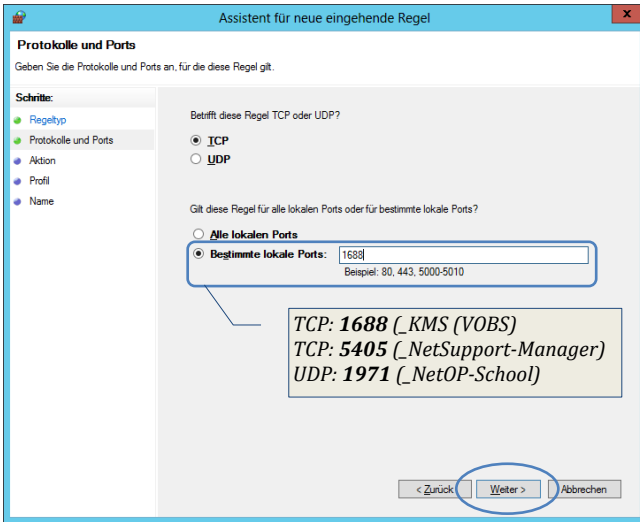 Assistent für neue eingehende Regel
x
Protokolle und Ports
Geben Sie die Protokolle und Ports an, für die diese Regel gilt.
Schritte:
Regeltyp
Protokolle und Ports
Aktion
Profil
Name
Betrifft diese Regel TCP oder UDP?
TCP
UDP
Gilt diese Regel für alle lokalen Ports oder für bestimmte lokale Ports?
Alle lokalen Ports
Bestimmte lokale Ports: 1688
Beispiel: 80, 443, 5000-5010
TCP: 1688 (_KMS (VOBS)
TCP: 5405 (_NetSupport-Manager)
UDP: 1971 (_NetOP-School)
< Zurück Weiter > Abbrechen